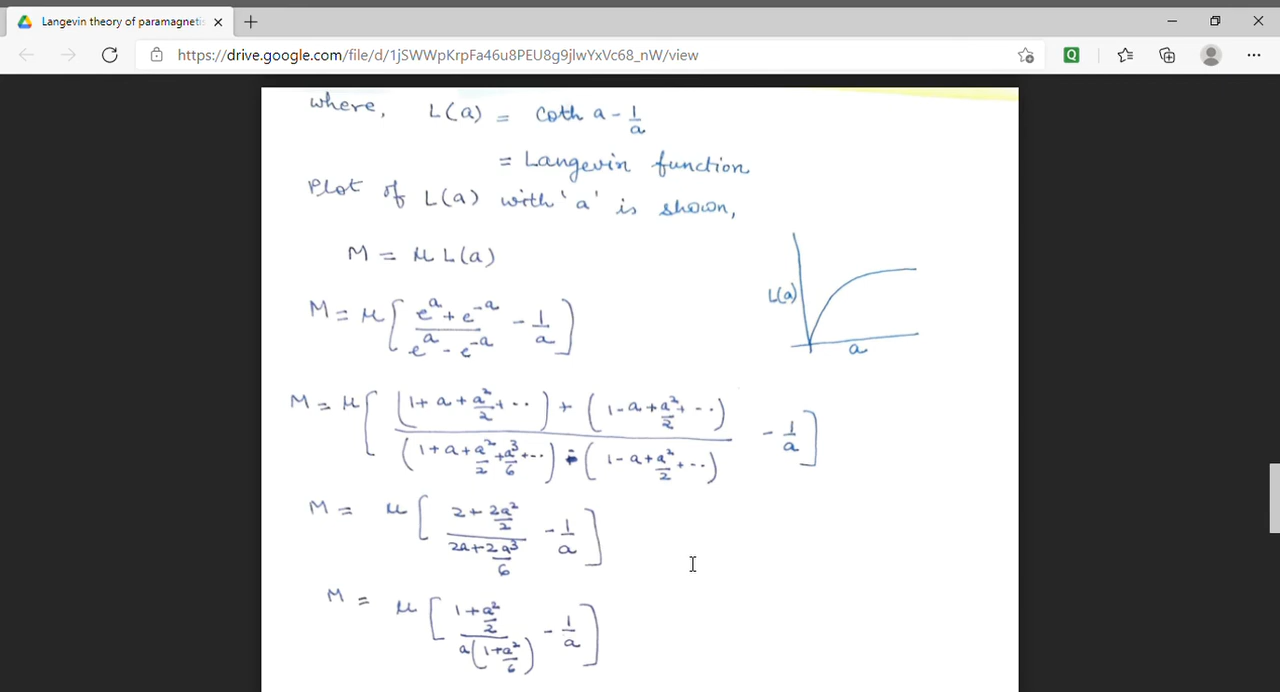 Langevin theory of paramagnetis
https://drive.google.com/file/d/1jSWWpKrpFa46u8PEU8g9jlwYxVc68_nW/view
where, L(a) = coth a - 1/a
= Langevin function
Plot of L(a) with 'a' is shown,
M = μ L(a)
L(a)
a
M = μ [ (e^a + e^-a)/(e^a - e^-a) - 1/a ]
M = μ [ ((1 + a + a²/2 + ..) + (1 - a + a²/2 + ..))/((1 + a + a²/2 + a³/6 + ..) - (1 - a + a²/2 + ..)) - 1/a ]
M = μ [ (2 + 2a²/2)/(2a + 2a³/6) - 1/a ]
M = μ [ (1 + a²/2)/(a(1 + a²/6)) - 1/a ]